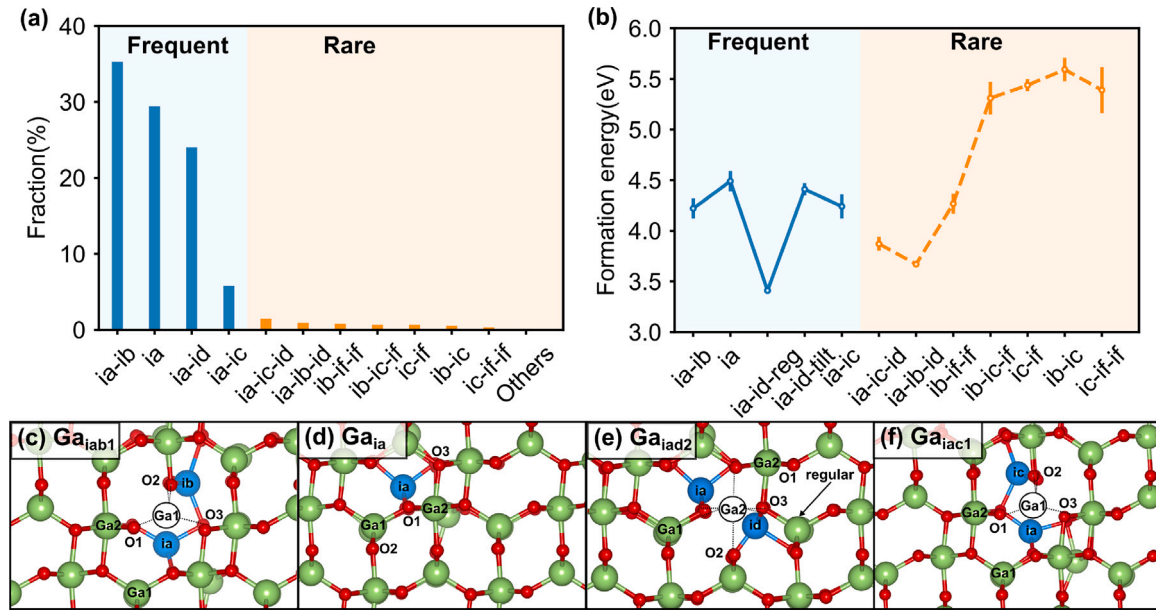 (a)
40
30
20
10
0
Fraction(%)
Frequent
Rare
ia-ib
ia
ia-id
ia-ic
ia-ic-id
ia-ib-id
ib-if-if
ib-ic-if
ic-if
ib-ic
ic-if-if
Others
(b)
6.0
5.5
5.0
4.5
4.0
3.5
3.0
Formation energy(eV)
Frequent
Rare
ia-ib
ia
ia-id-reg
ia-id-filt
ia-ic
ia-ic-id
ia-ib-id
ib-if-if
ib-ic-if
ic-if
ib-ic
ic-if-if
(c) Gaiab1
O2
ib
Ga1
Ga2
O3
O1
ia
Ga1
(d) Gaia
O3
ia
O1
Ga2
Ga1
O2
(e) Gaiad2
Ga2
O1
regular
ia
O3
Ga1
Ga2
id
O2
(f) Gaiac1
ic
O2
Ga1
Ga2
O3
O1
ia
Ga1